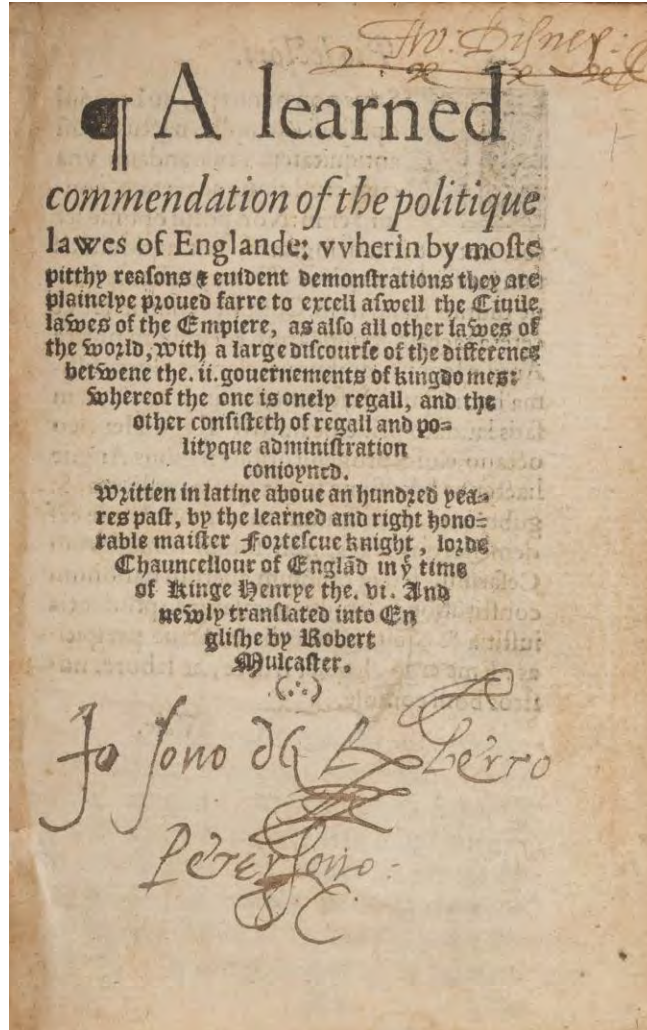 Tho: Disney:
¶ A learned
commendation of the politique
lawes of Englande: vvherin by moste
pitthy reasons & euident demonstrations they are
plainelye proued farre to excell aswell the Ciuile
lawes of the Empiere, as also all other lawes of
the world, with a large discourse of the difference
betwene the. ii. gouernements of kingdomes:
whereof the one is onely regall, and the
other consisteth of regall and po-
lityque administration
conioyned.
Written in latine aboue an hundred yea-
res past, by the learned and right hono-
rable maister Fortescue knight, lorde
Chauncellour of Englād in yͤ time
of Kinge Henrye the. vi. And
newly translated into En
glishe by Robert
Mulcaster.
(∴)
Io sono